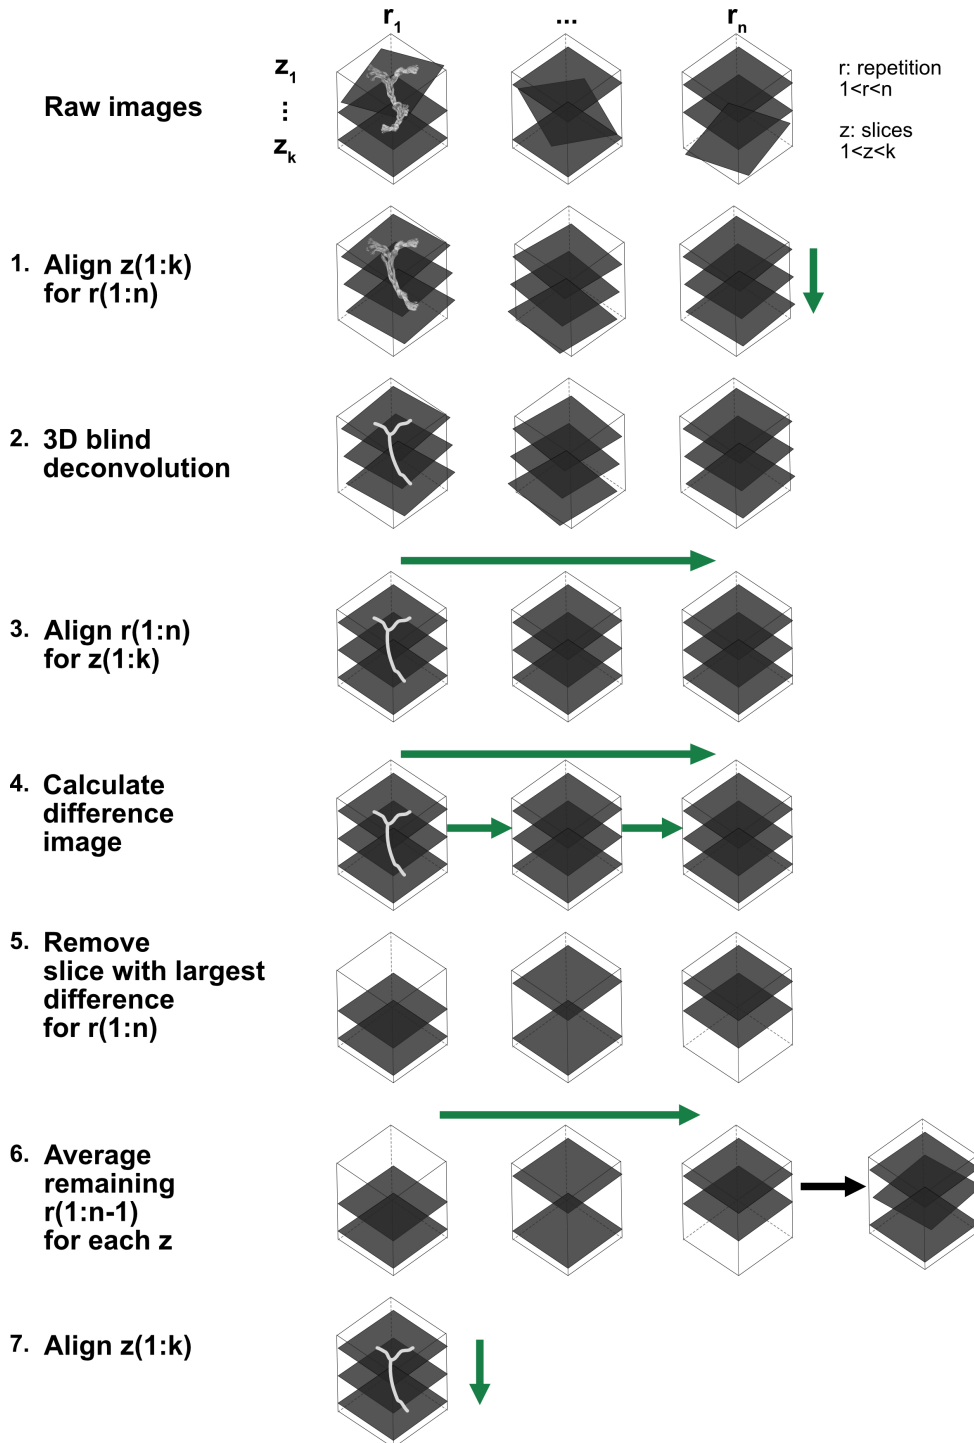 r1 ... rn
z1
⋮
zk
Raw images
r: repetition
1<r<n
z: slices
1<z<k
1. Align z(1:k)
for r(1:n)
2. 3D blind
deconvolution
3. Align r(1:n)
for z(1:k)
4. Calculate
difference
image
5. Remove
slice with largest
difference
for r(1:n)
6. Average
remaining
r(1:n-1)
for each z
7. Align z(1:k)